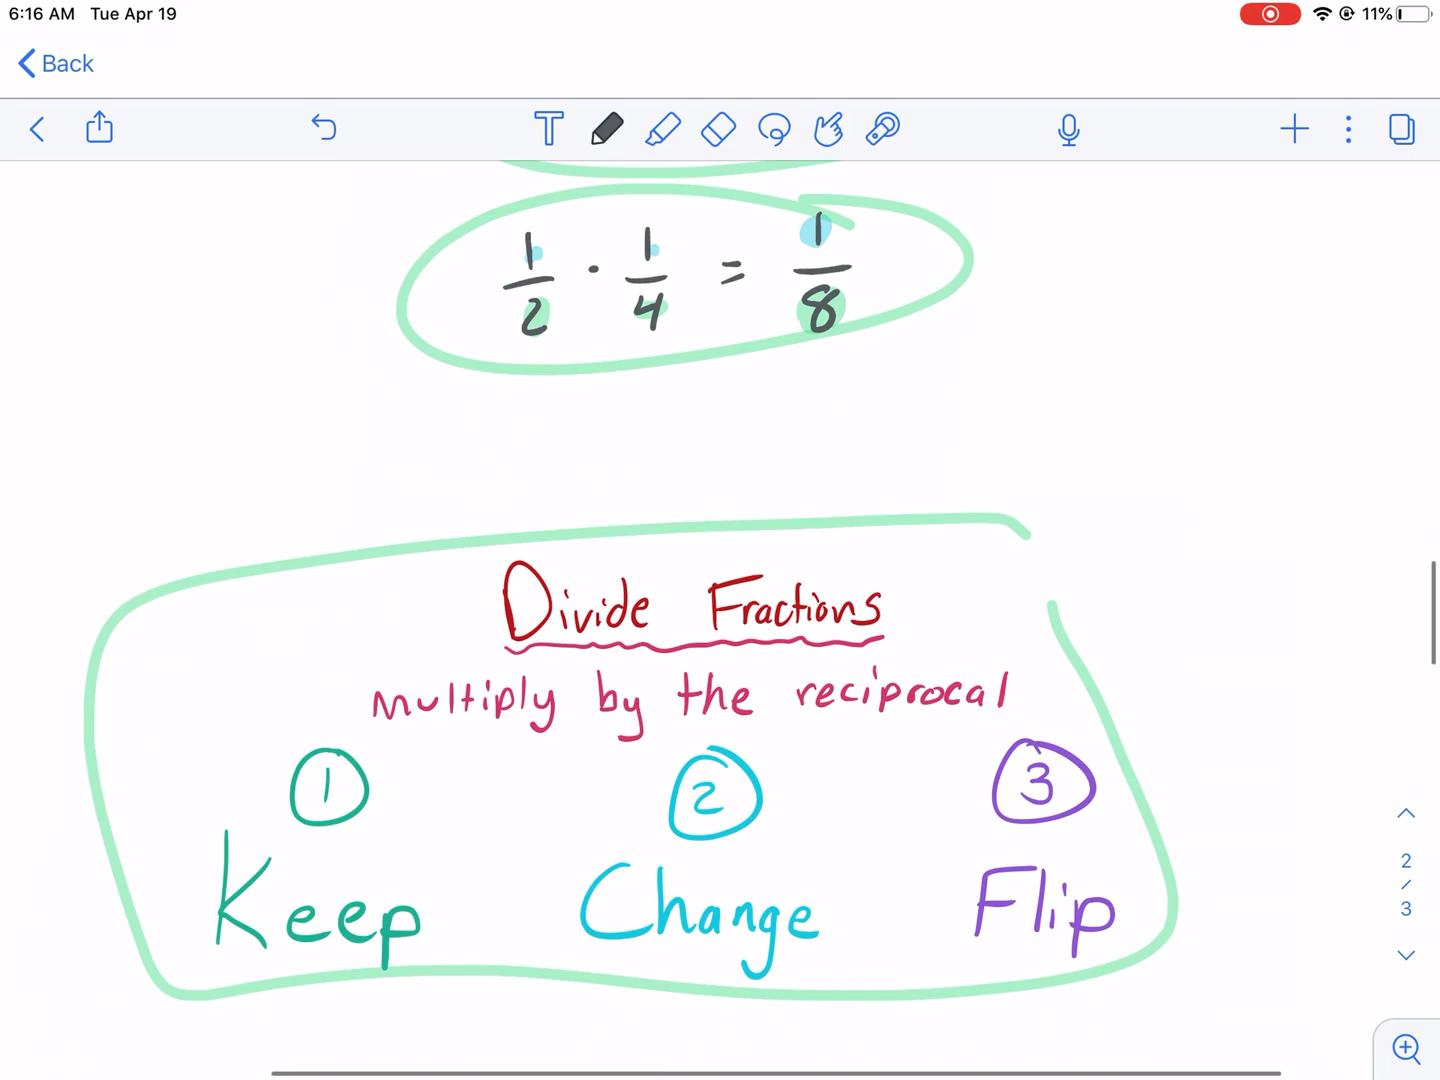 6:16 AM Tue Apr 19 11%
Back
T
1/2 · 1/4 = 1/8
Divide Fractions
multiply by the reciprocal
1 2 3
Keep Change Flip
2
/
3